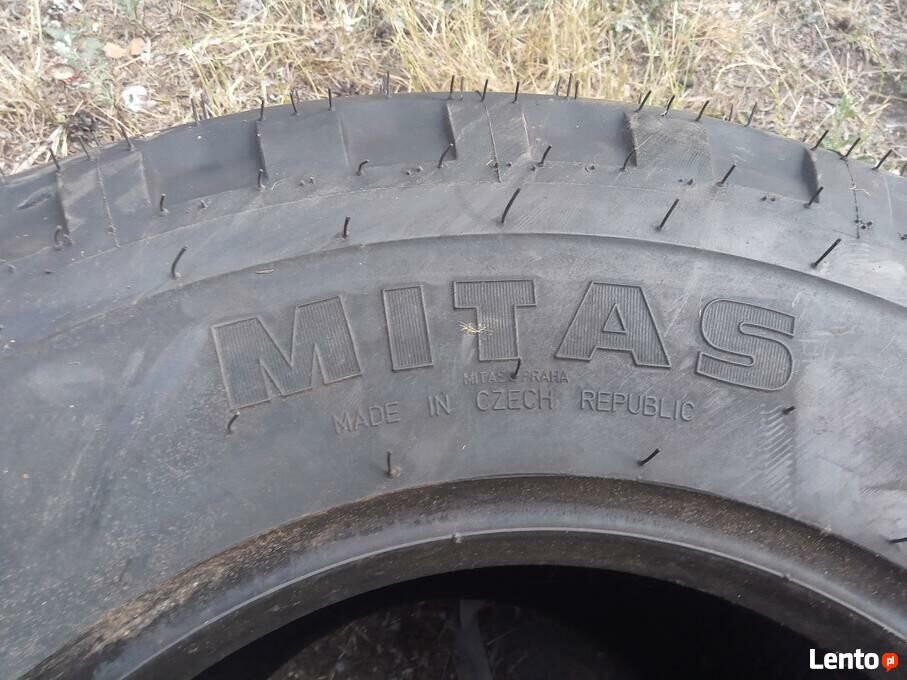 MITAS
MITAS PRAHA
MADE IN CZECH REPUBLIC
Lento.pl